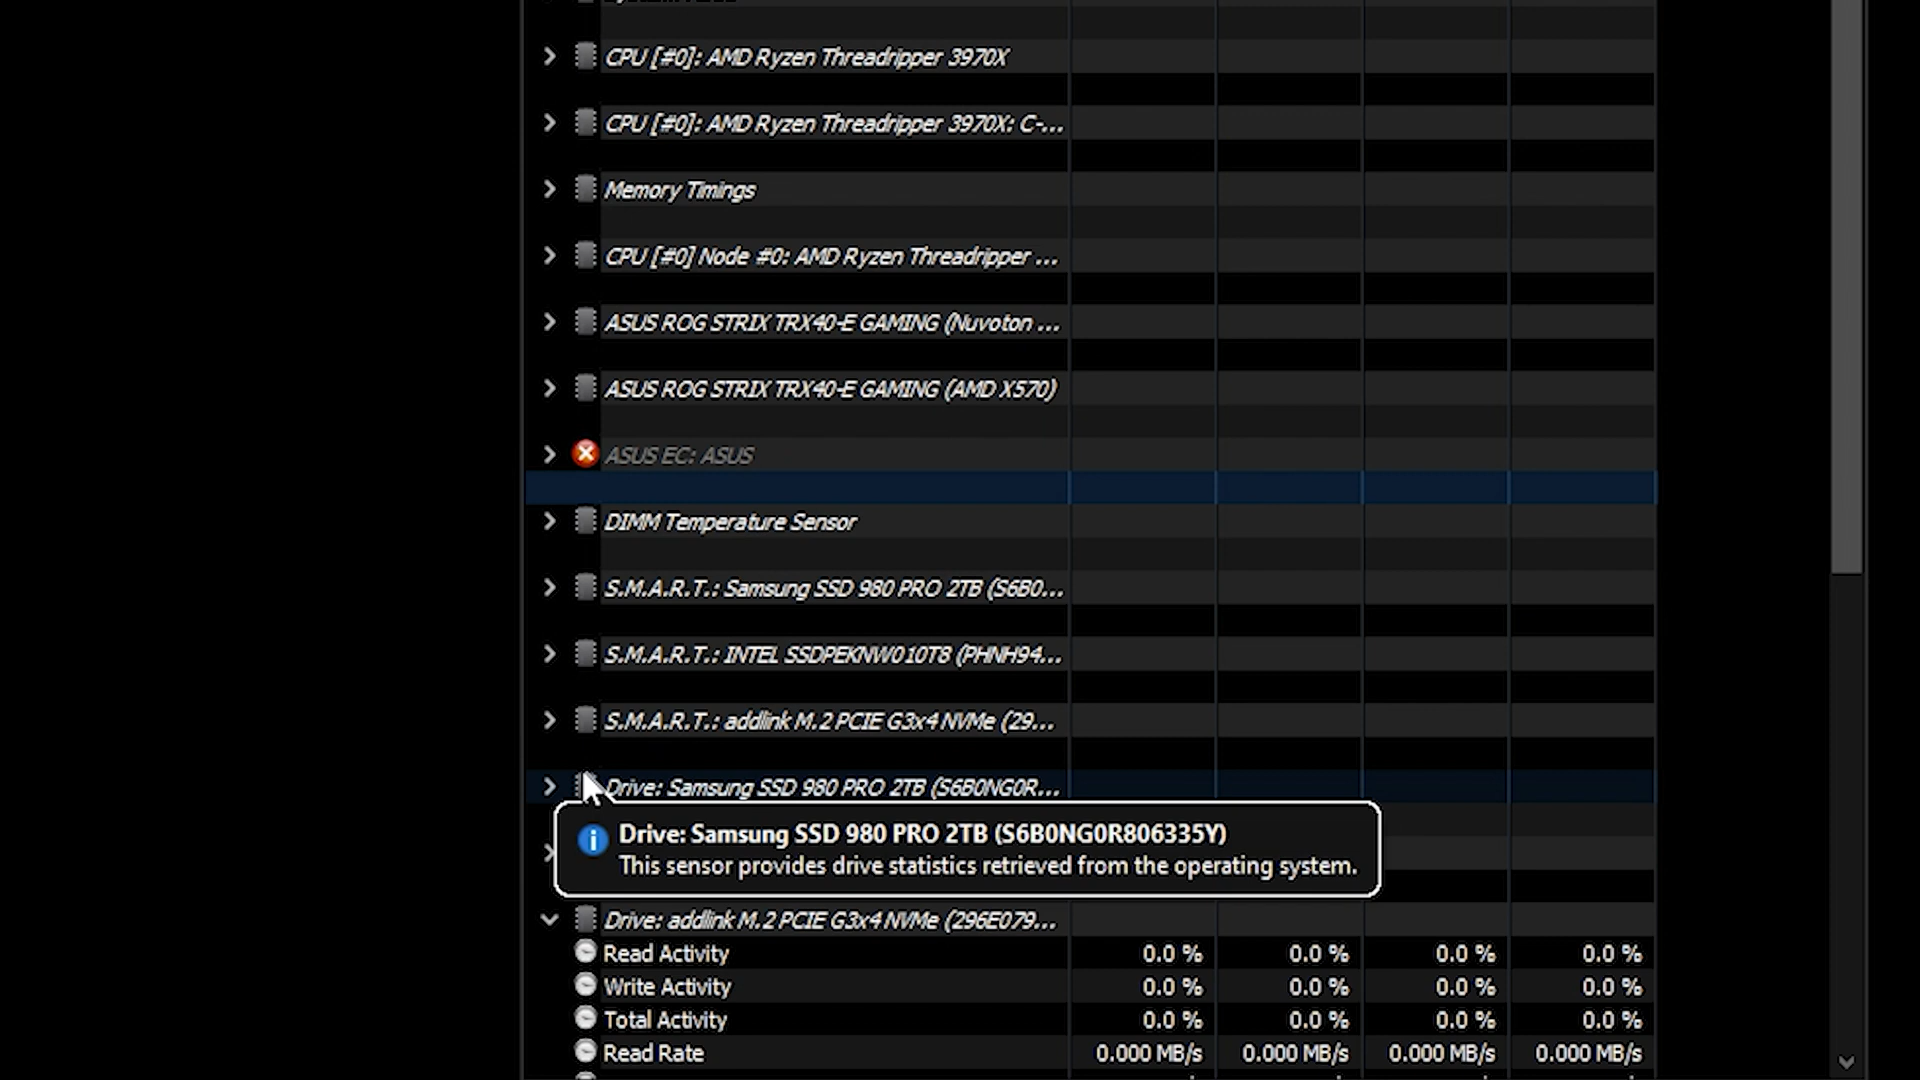 CPU [#0]: AMD Ryzen Threadripper 3970X
CPU [#0]: AMD Ryzen Threadripper 3970X: C-...
Memory Timings
CPU [#0] Node #0: AMD Ryzen Threadripper ...
ASUS ROG STRIX TRX40-E GAMING (Nuvoton ...
ASUS ROG STRIX TRX40-E GAMING (AMD X570)
ASUS EC: ASUS
DIMM Temperature Sensor
S.M.A.R.T.: Samsung SSD 980 PRO 2TB (S6B0...
S.M.A.R.T.: INTEL SSDPEKNW010T8 (PHNH94...
S.M.A.R.T.: addlink M.2 PCIE G3x4 NVMe (29...
Drive: Samsung SSD 980 PRO 2TB (S6B0NG0R...
Drive: Samsung SSD 980 PRO 2TB (S6B0NG0R806335Y)
This sensor provides drive statistics retrieved from the operating system.
Drive: addlink M.2 PCIE G3x4 NVMe (296E079...
Read Activity 0.0 % 0.0 % 0.0 % 0.0 %
Write Activity 0.0 % 0.0 % 0.0 % 0.0 %
Total Activity 0.0 % 0.0 % 0.0 % 0.0 %
Read Rate 0.000 MB/s 0.000 MB/s 0.000 MB/s 0.000 MB/s